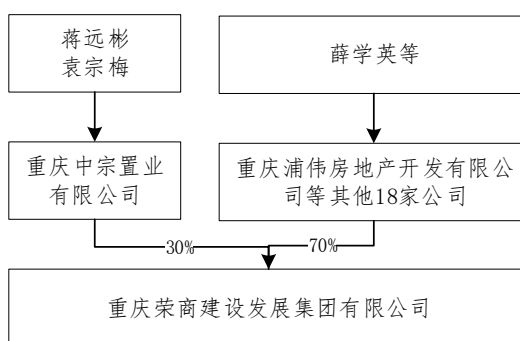 蒋远彬
袁宗梅
薛学英等
重庆中宗置业
有限公司
重庆浦伟房地产开发有限公
司等其他18家公司
30%
70%
重庆荣商建设发展集团有限公司